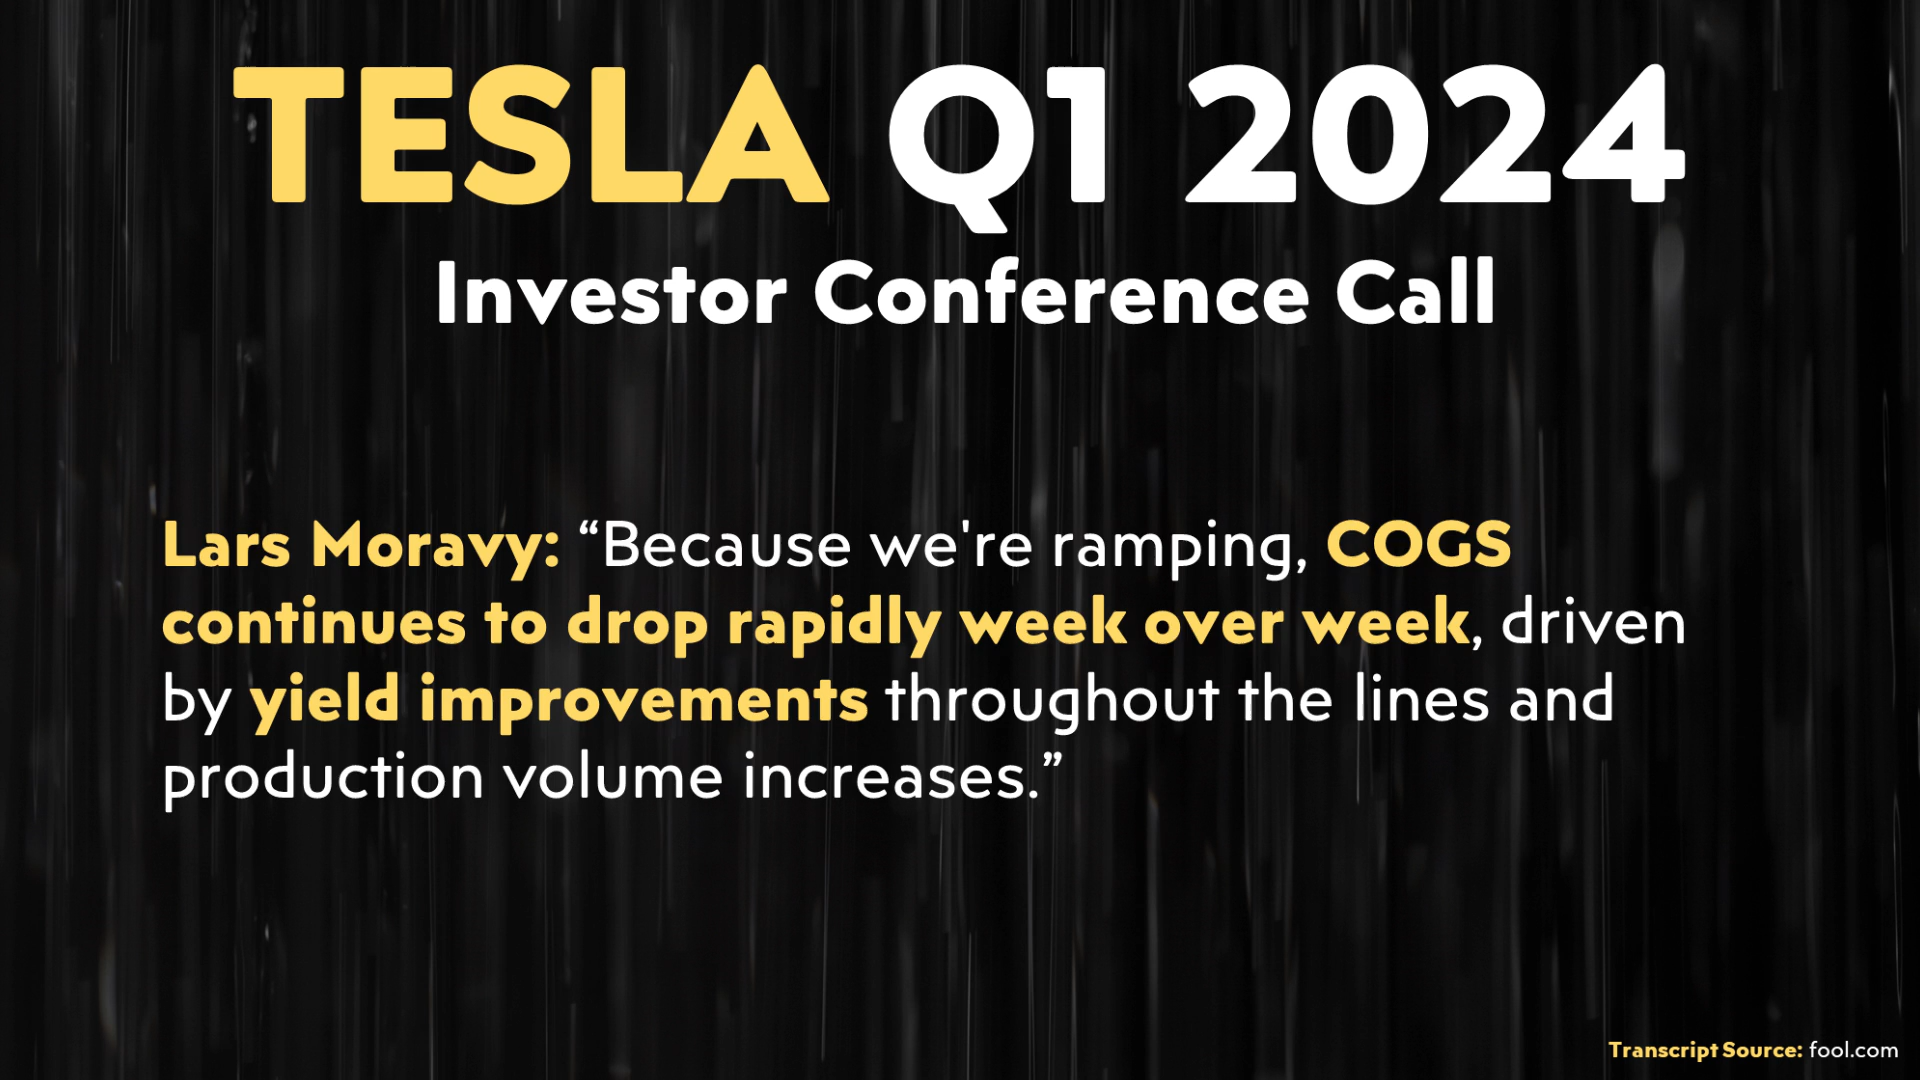 TESLA Q1 2024
Investor Conference Call
Lars Moravy: “Because we're ramping, COGS
continues to drop rapidly week over week, driven
by yield improvements throughout the lines and
production volume increases.”
Transcript Source: fool.com